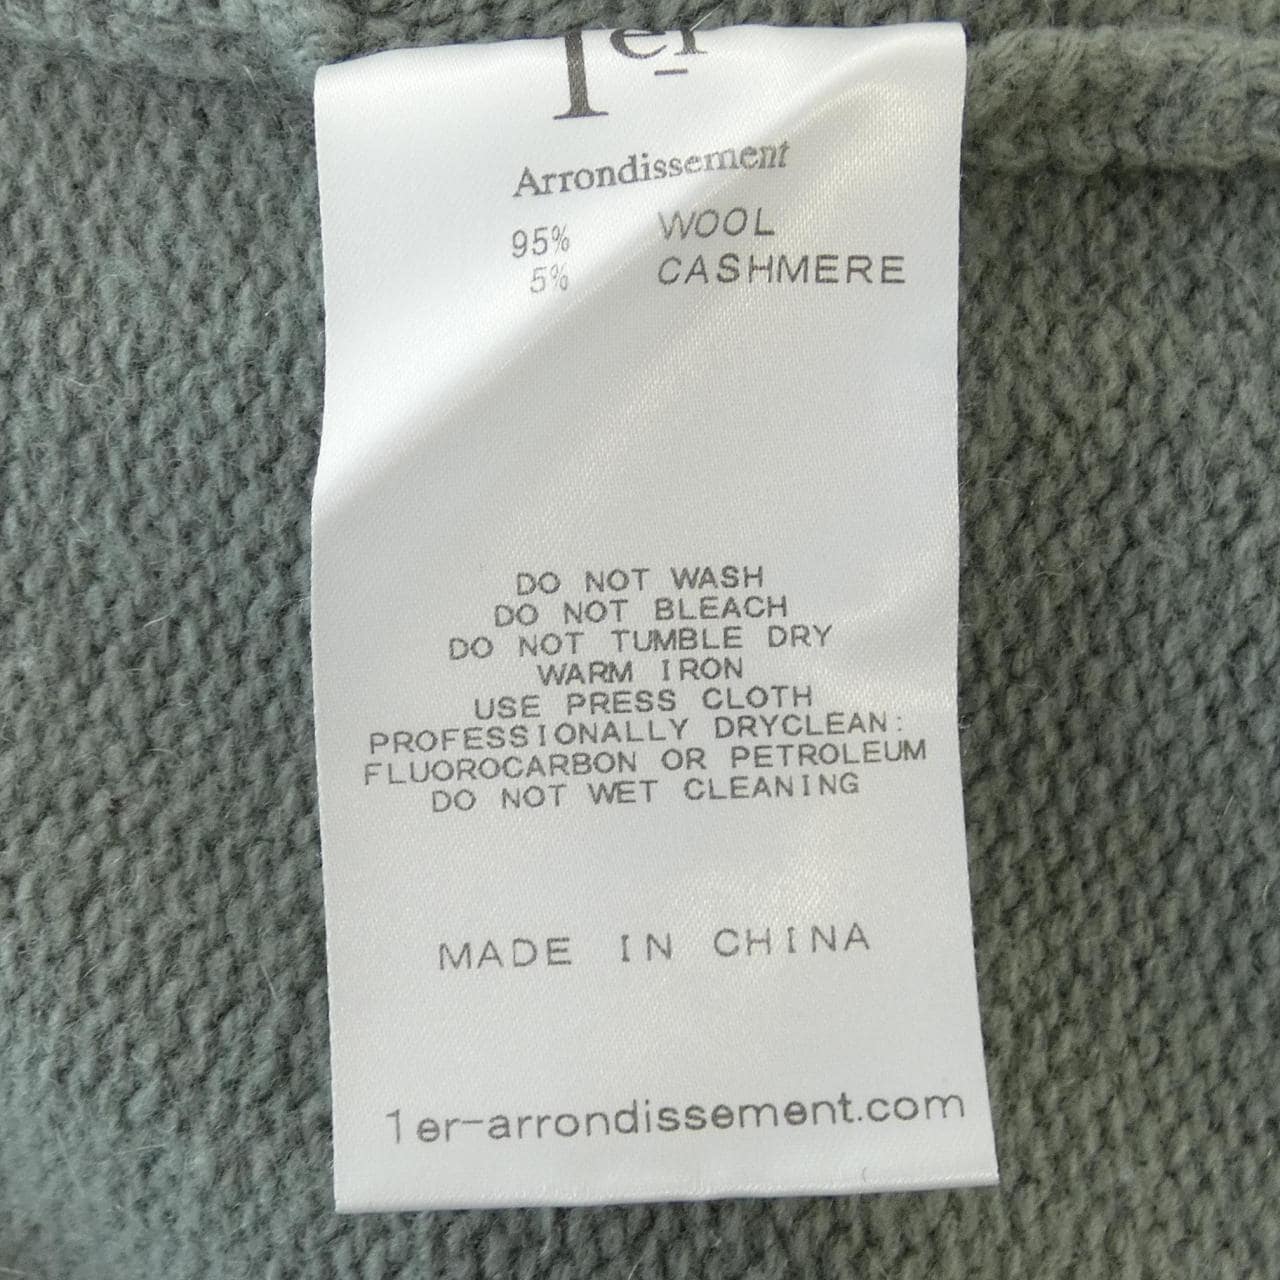 1er
Arrondissement
95% WOOL
5% CASHMERE
DO NOT WASH
DO NOT BLEACH
DO NOT TUMBLE DRY
WARM IRON
USE PRESS CLOTH
PROFESSIONALLY DRYCLEAN:
FLUOROCARBON OR PETROLEUM
DO NOT WET CLEANING
MADE IN CHINA
1er-arrondissement.com